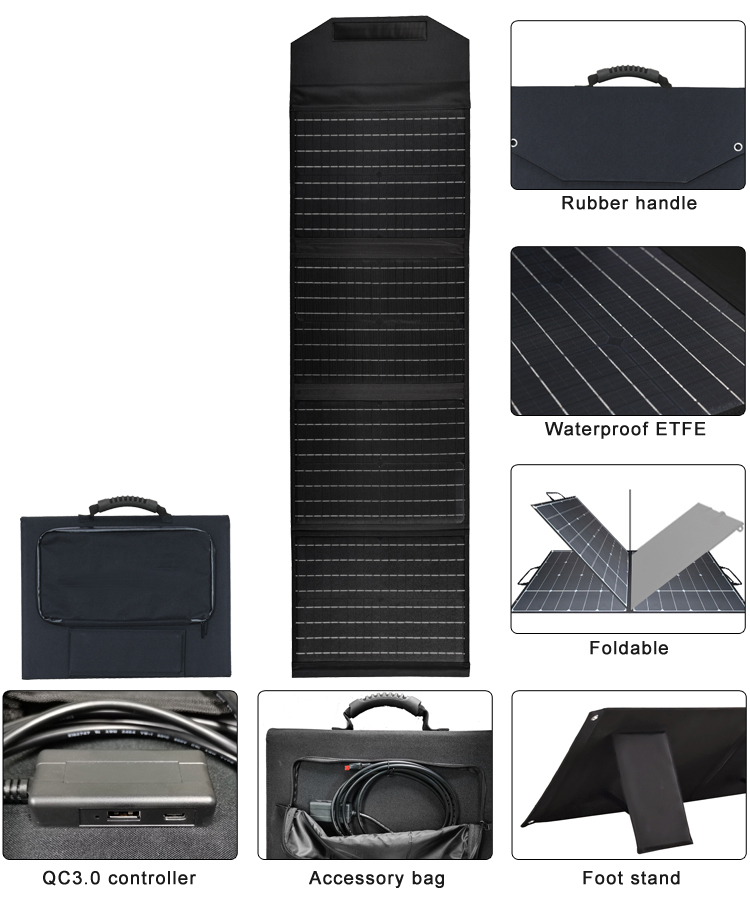 Rubber handle
Waterproof ETFE
Foldable
QC3.0 controller
Accessory bag
Foot stand